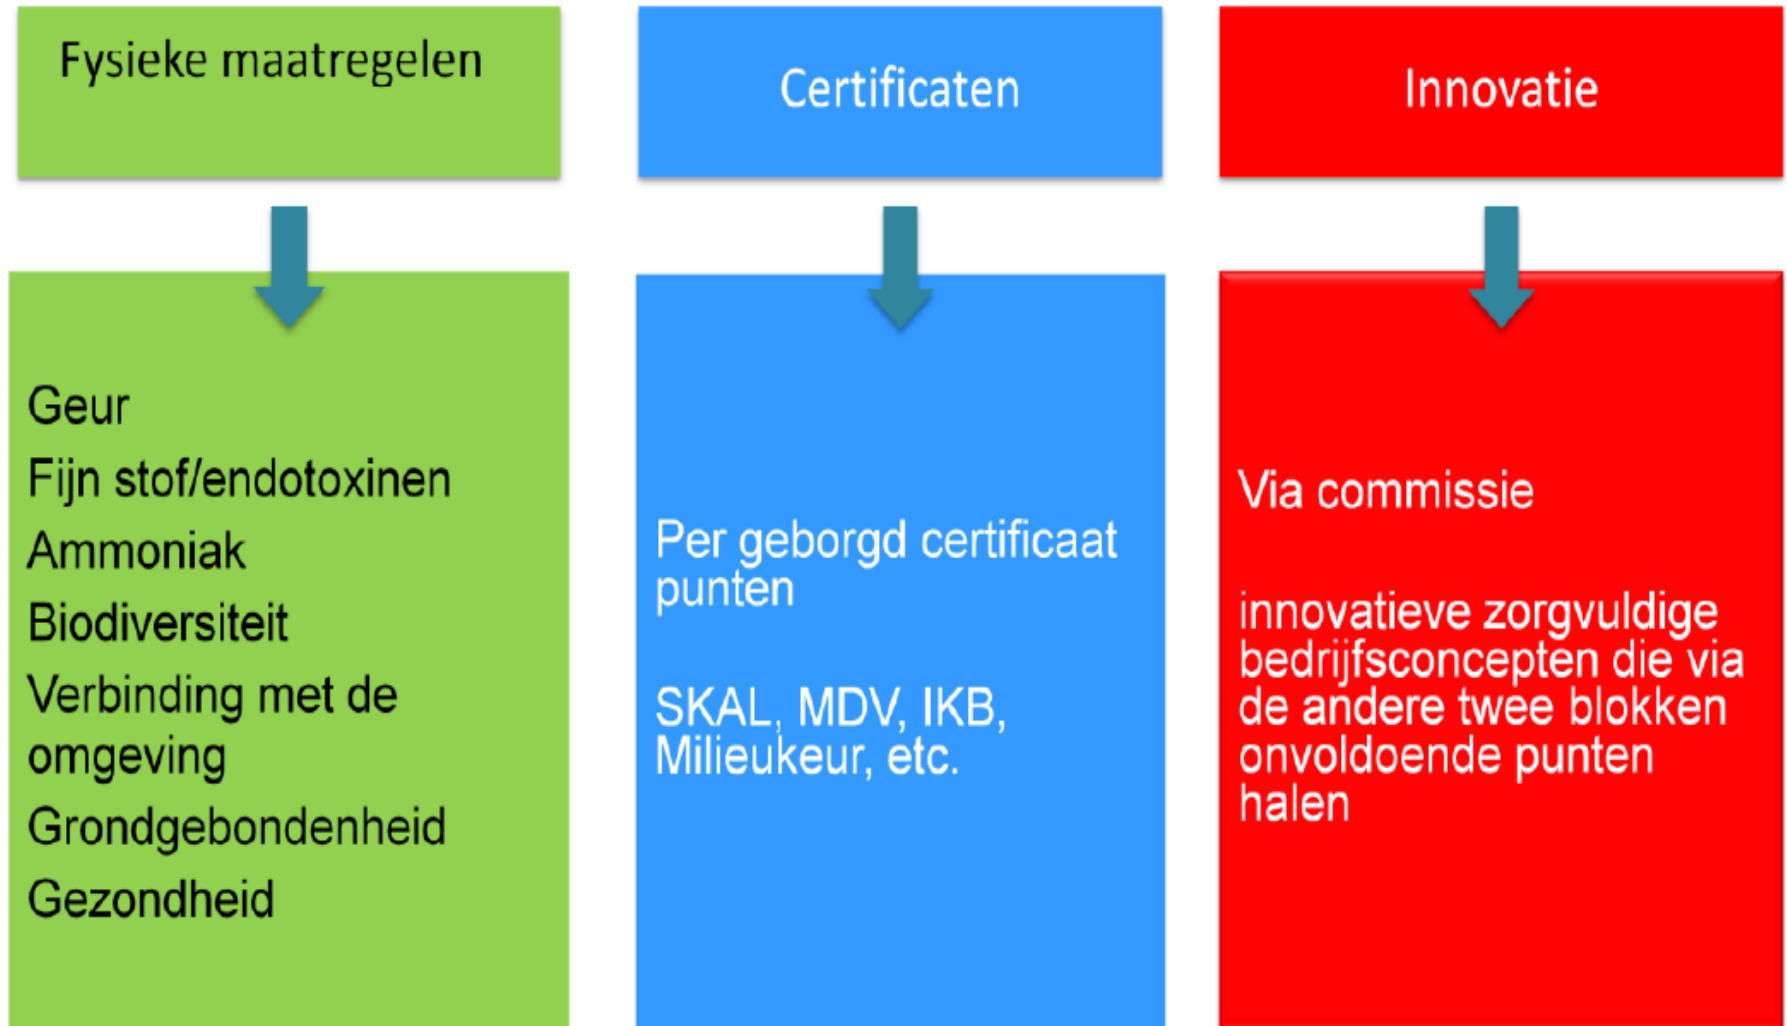 Fysieke maatregelen
Certificaten
Innovatie
Geur
Fijn stof/endotoxinen
Ammoniak
Biodiversiteit
Verbinding met de
omgeving
Grondgebondenheid
Gezondheid
Per geborgd certificaat
punten
SKAL, MDV, IKB,
Milieukeur, etc.
Via commissie
innovatieve zorgvuldige
bedrijfsconcepten die via
de andere twee blokken
onvoldoende punten
halen